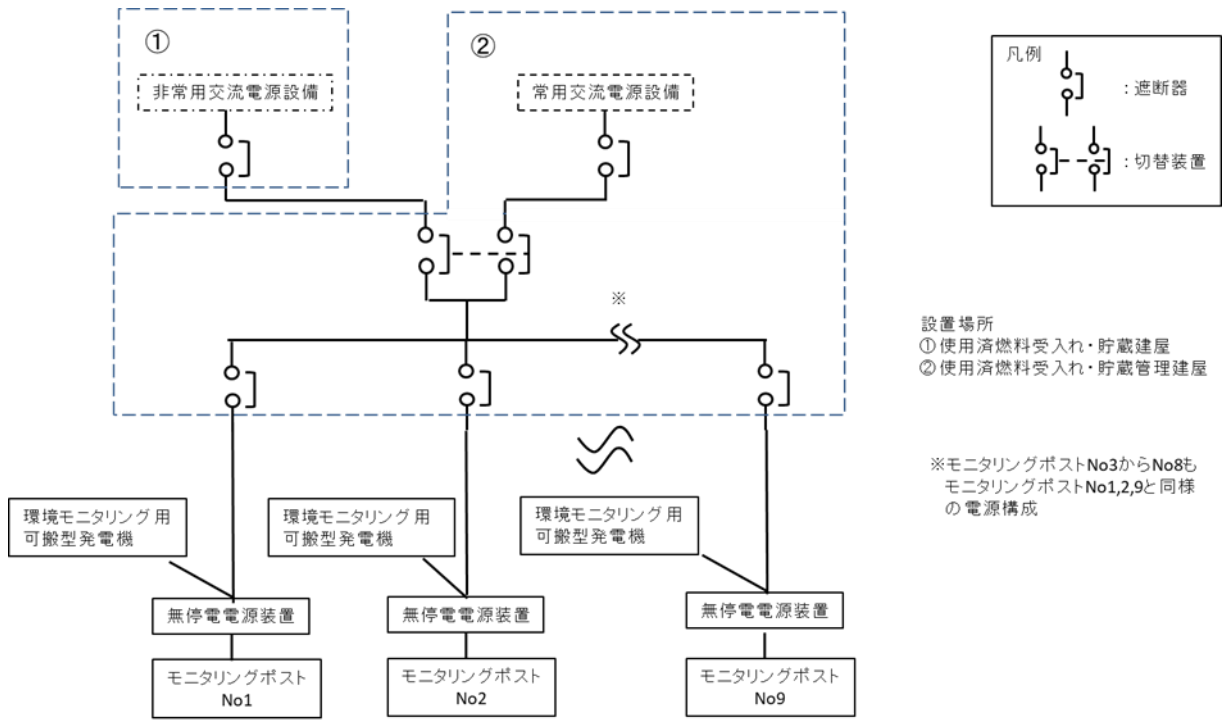 ①
②
非常用交流電源設備
常用交流電源設備
凡例
：遮断器
：切替装置
※
設置場所
①使用済燃料受入れ・貯蔵建屋
②使用済燃料受入れ・貯蔵管理建屋
※モニタリングポストNo3からNo8も
モニタリングポストNo1,2,9と同様
の電源構成
環境モニタリング用
可搬型発電機
環境モニタリング用
可搬型発電機
環境モニタリング用
可搬型発電機
無停電電源装置
無停電電源装置
無停電電源装置
モニタリングポスト
No1
モニタリングポスト
No2
モニタリングポスト
No9